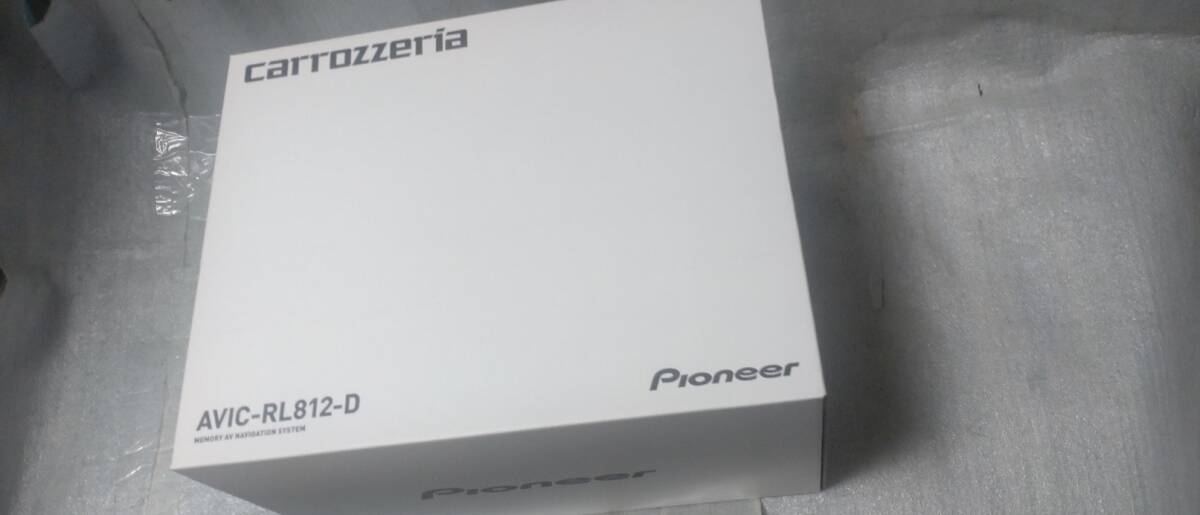 carrozzeria
Pioneer
AVIC-RL812-D
MEMORY AV NAVIGATION SYSTEM
Pioneer